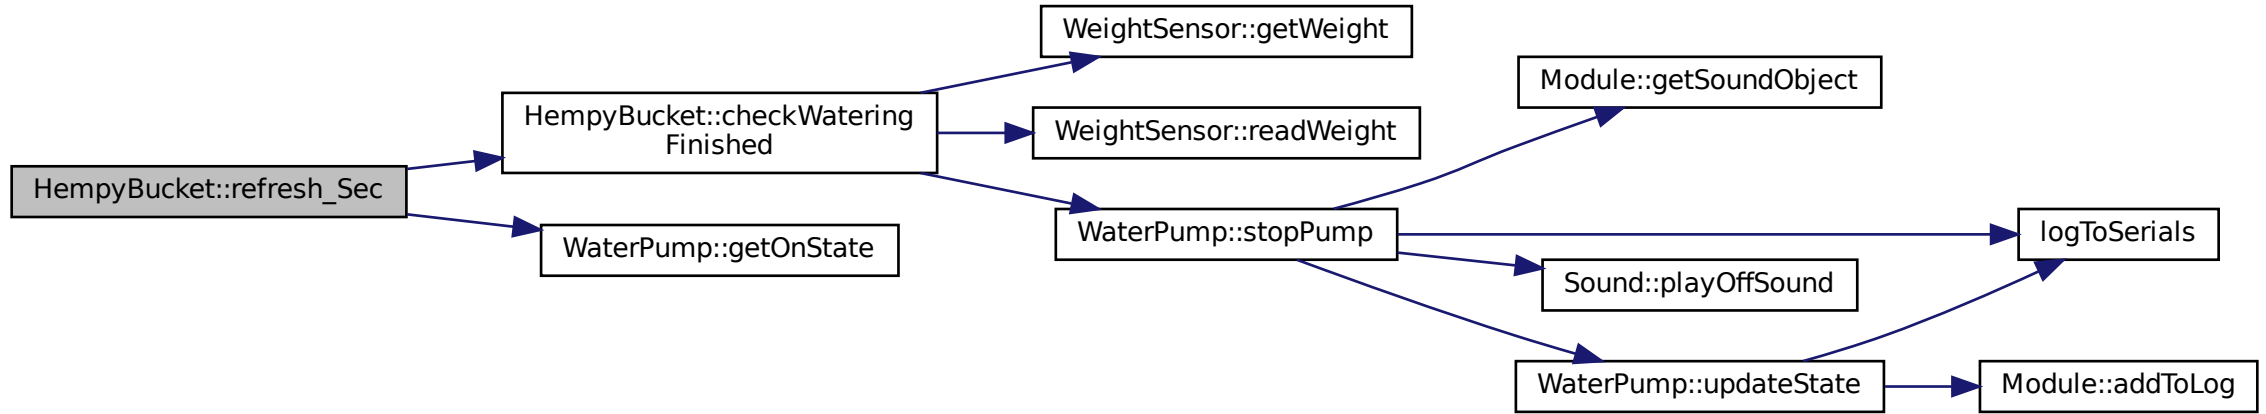 HempyBucket::refresh_Sec
HempyBucket::checkWatering
Finished
WaterPump::getOnState
WeightSensor::getWeight
WeightSensor::readWeight
WaterPump::stopPump
Module::getSoundObject
logToSerials
Sound::playOffSound
WaterPump::updateState
Module::addToLog